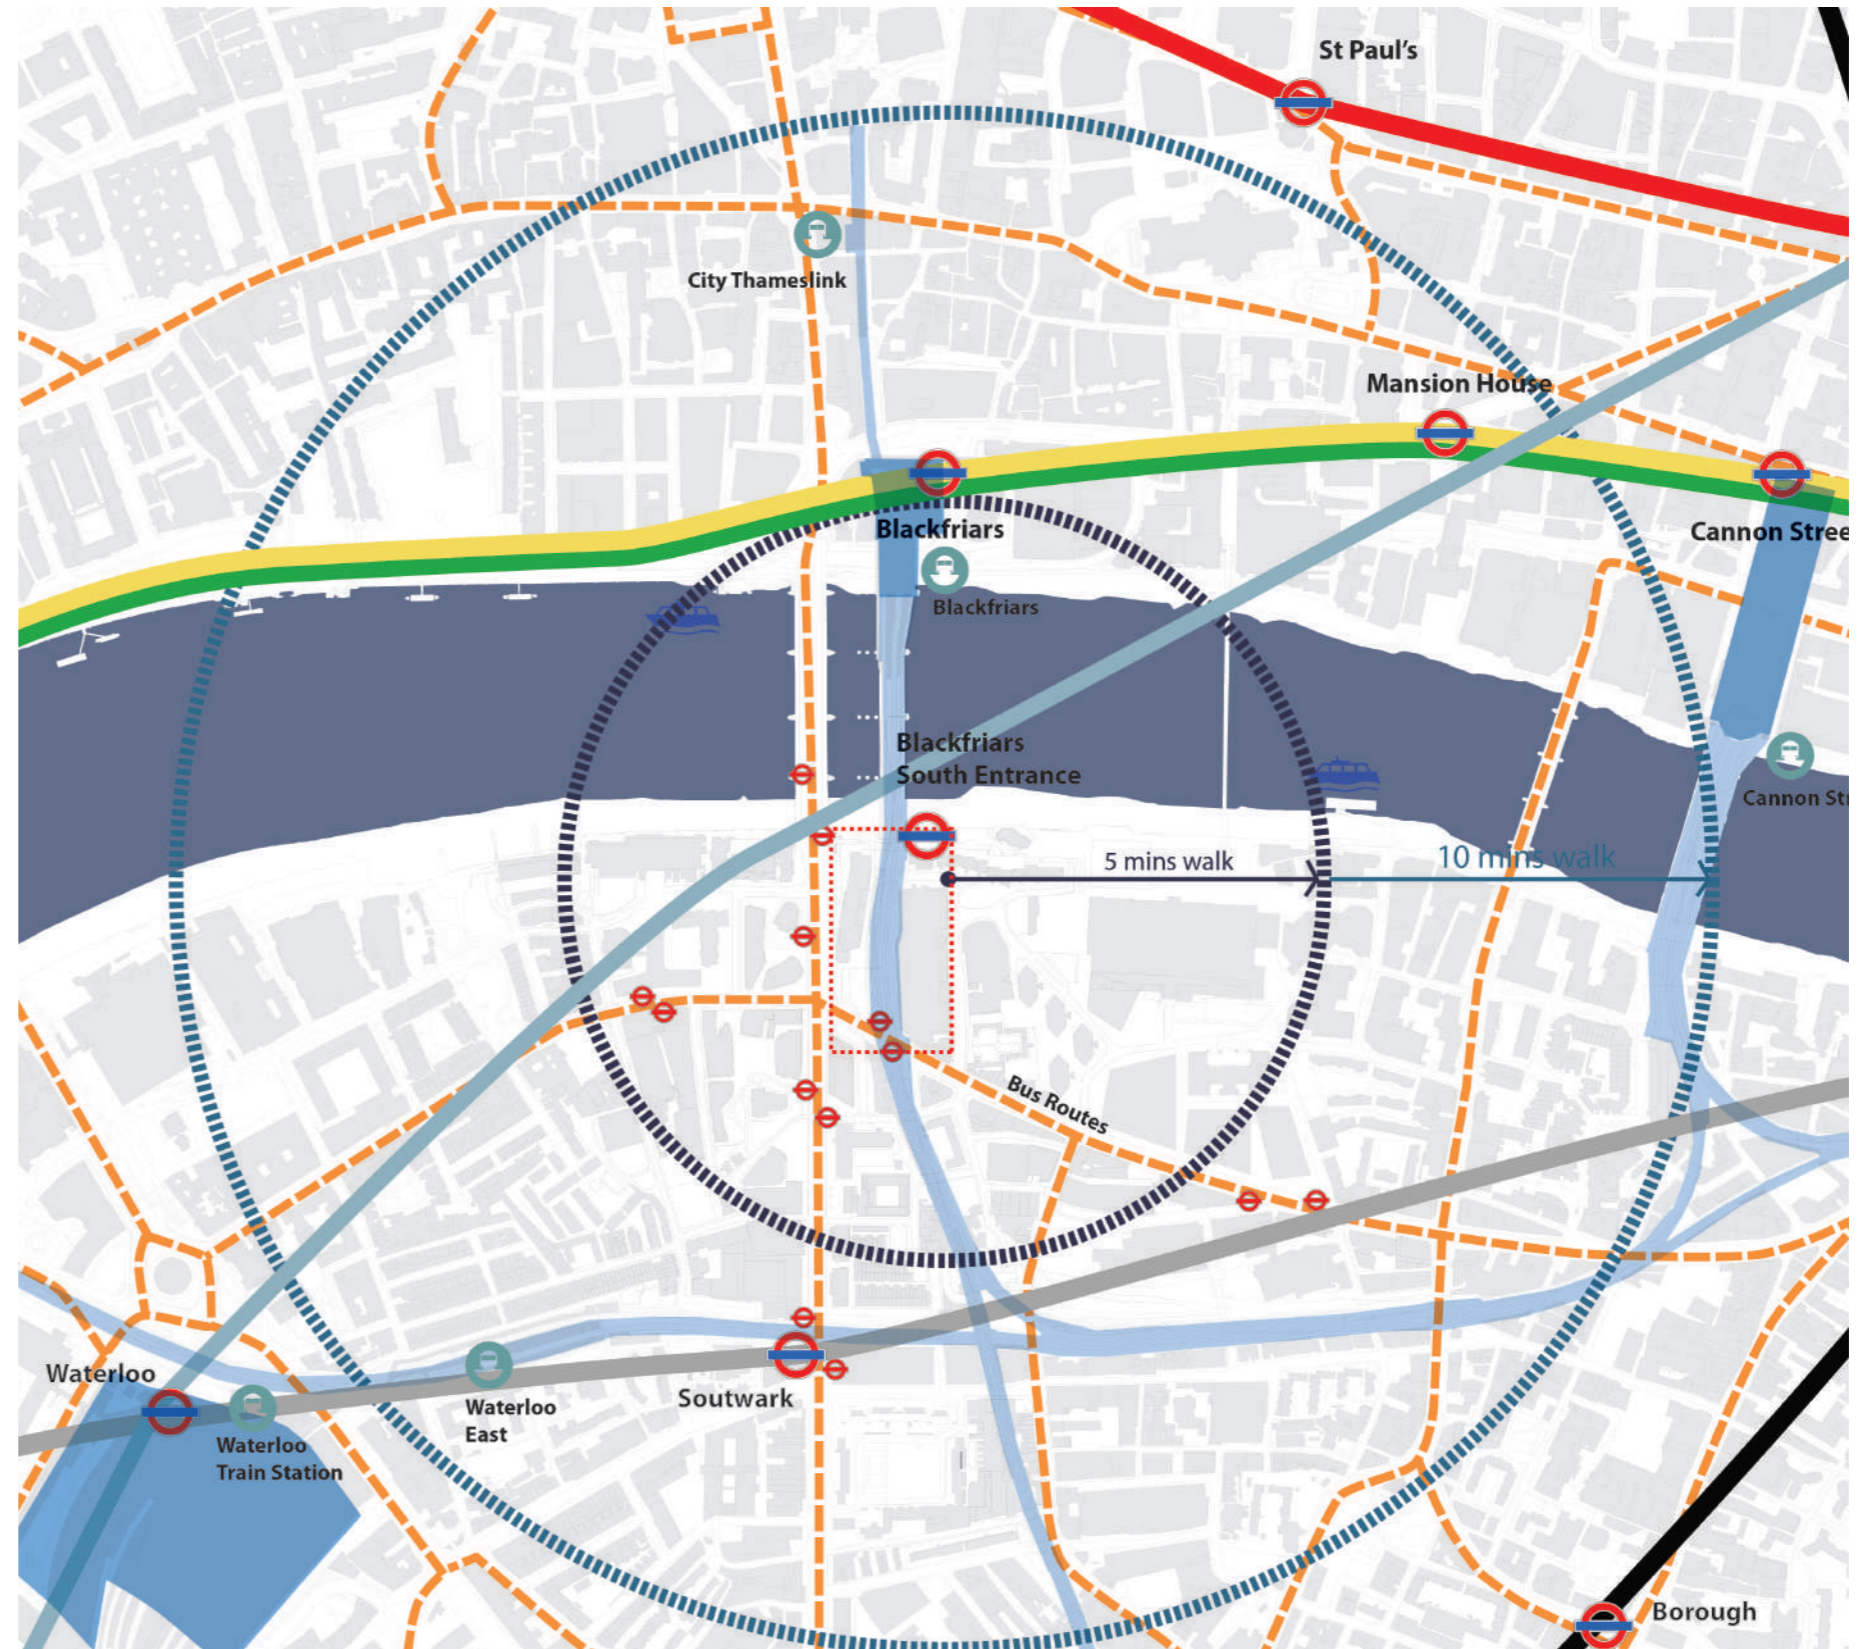 St Paul's
City Thameslink
Mansion House
Blackfriars
Cannon Stree
Blackfriars
Blackfriars
South Entrance
Cannon Str
5 mins walk
10 mins walk
Bus Routes
Waterloo
Waterloo
East
Soutwark
Waterloo
Train Station
Borough